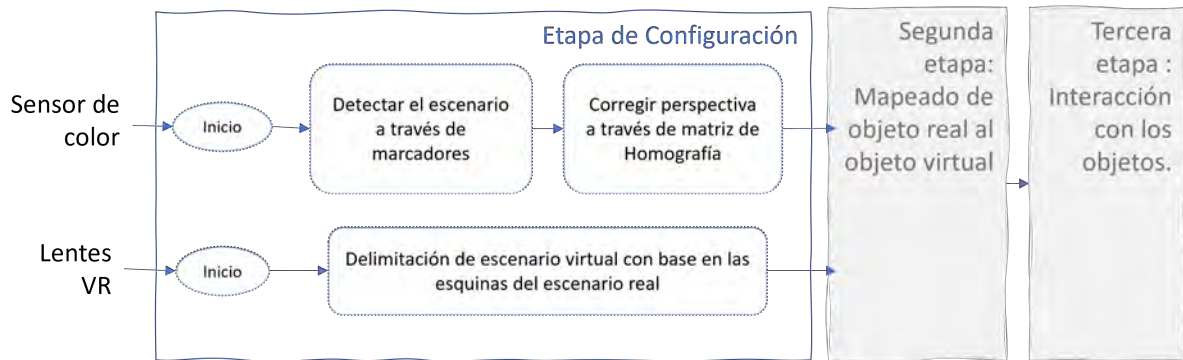 Etapa de Configuración
Sensor de
color
Inicio
Detectar el escenario
a través de
marcadores
Corregir perspectiva
a través de matriz de
Homografía
Lentes
VR
Inicio
Delimitación de escenario virtual con base en las
esquinas del escenario real
Segunda
etapa:
Mapeado de
objeto real al
objeto virtual
Tercera
etapa :
Interacción
con los
objetos.